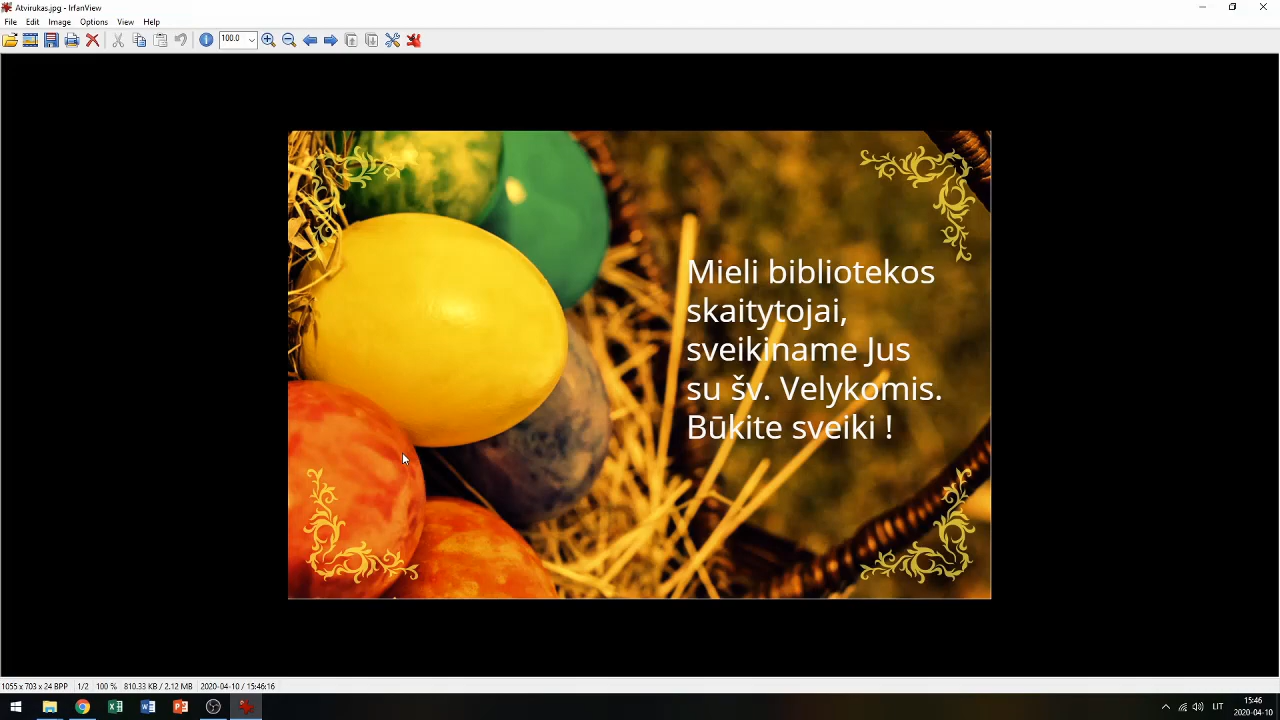 Atvirukas.jpg - IrfanView
File Edit Image Options View Help
100.0
Mieli bibliotekos
skaitytojai,
sveikiname Jus
su šv. Velykomis.
Būkite sveiki !
1055 x 703 x 24 BPP 1/2 100 % 810.33 KB / 2.12 MB 2020-04-10 / 15:46:16
LIT
15:46
2020-04-10